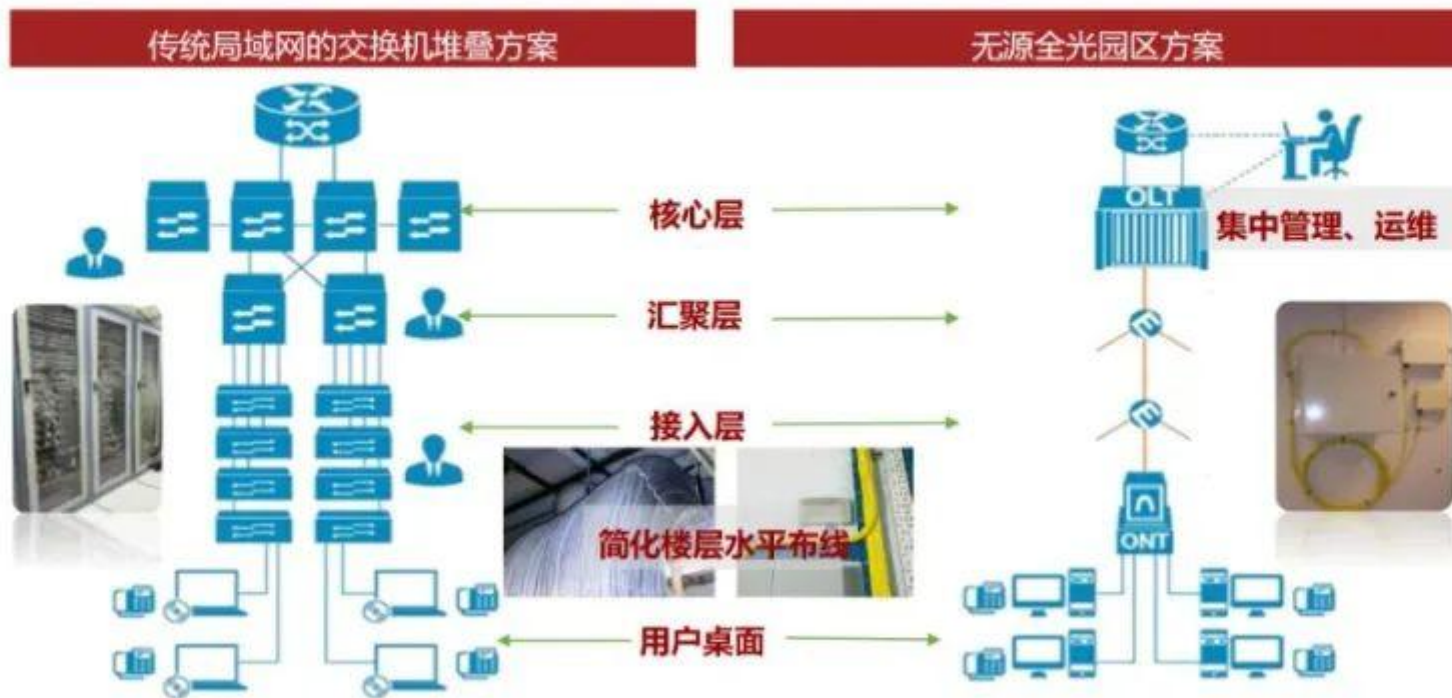 传统局域网的交换机堆叠方案
无源全光园区方案
核心层
OLT
集中管理、运维
汇聚层
接入层
简化楼层水平布线
ONT
用户桌面